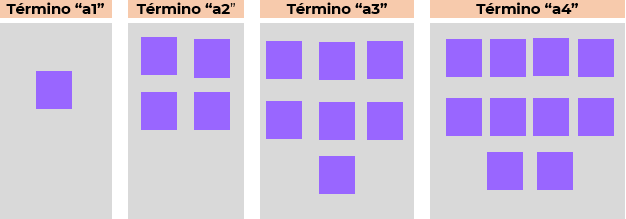 Término “a1”
Término “a2”
Término “a3”
Término “a4”